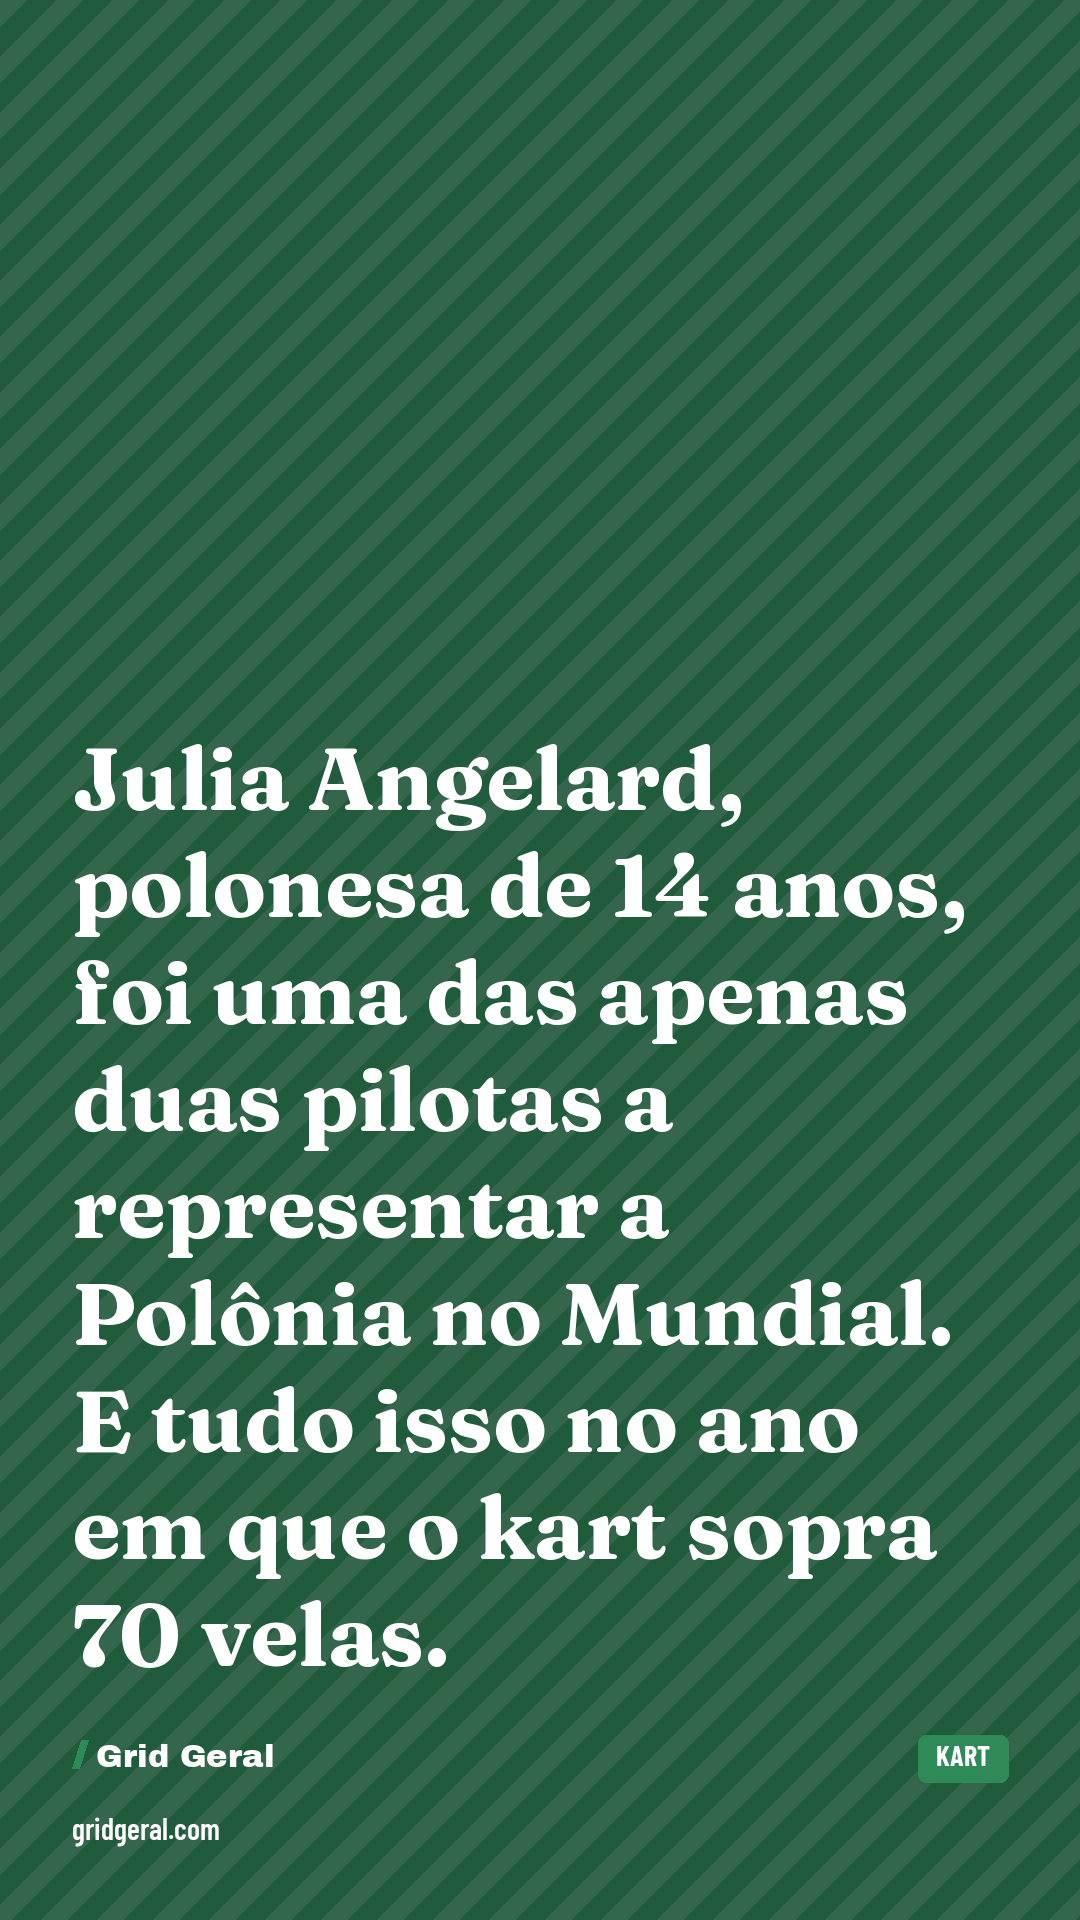 Julia Angelard,
polonesa de 14 anos,
foi uma das apenas
duas pilotas a
representar a
Polônia no Mundial.
E tudo isso no ano
em que o kart sopra
70 velas.
/ Grid Geral
KART
gridgeral.com